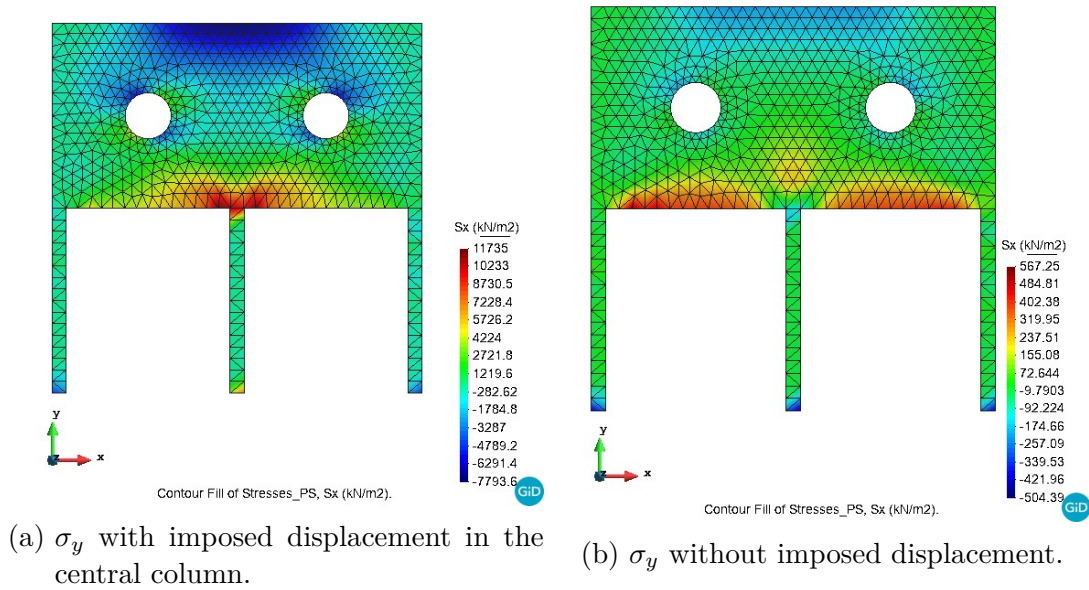 Sx (kN/m2)
11735
10233
8730.5
7228.4
5726.2
4224
2721.8
1219.6
-282.62
-1784.8
-3287
-4789.2
-6291.4
-7793.6
y
x
GiD
Contour Fill of Stresses_PS, Sx (kN/m2).
(a) σy with imposed displacement in the
central column.
Sx (kN/m2)
567.25
484.81
402.38
319.95
237.51
155.08
72.644
-9.7903
-92.224
-174.66
-257.09
-339.53
-421.96
-504.39
y
x
GiD
Contour Fill of Stresses_PS, Sx (kN/m2).
(b) σy without imposed displacement.